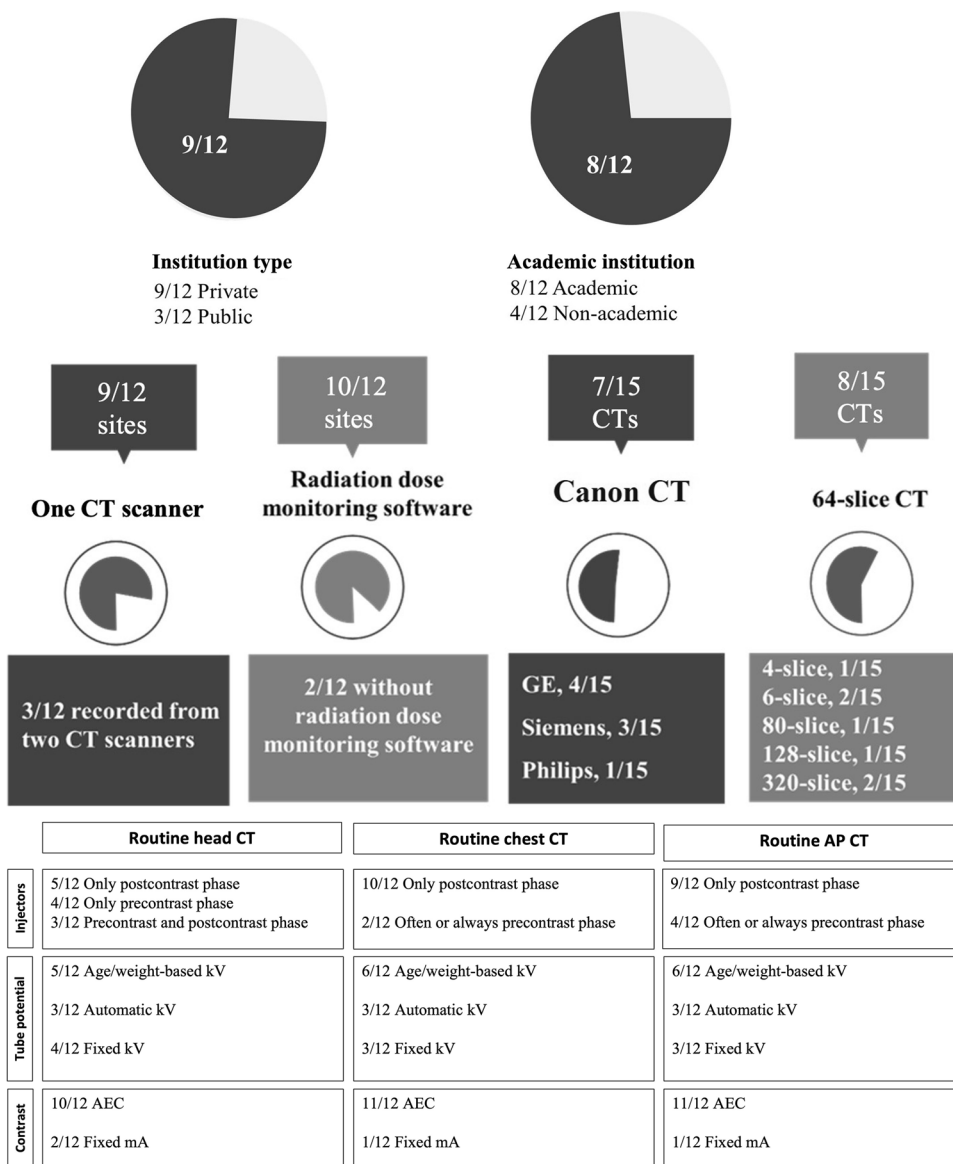 9/12
8/12
Institution type
9/12 Private
3/12 Public
Academic institution
8/12 Academic
4/12 Non-academic
9/12
sites
10/12
sites
7/15
CTs
8/15
CTs
One CT scanner
Radiation dose
monitoring software
Canon CT
64-slice CT
3/12 recorded from
two CT scanners
2/12 without
radiation dose
monitoring software
GE, 4/15
Siemens, 3/15
Philips, 1/15
4-slice, 1/15
6-slice, 2/15
80-slice, 1/15
128-slice, 1/15
320-slice, 2/15
Routine head CT
Routine chest CT
Routine AP CT
Injectors
5/12 Only postcontrast phase
4/12 Only precontrast phase
3/12 Precontrast and postcontrast phase
10/12 Only postcontrast phase
2/12 Often or always precontrast phase
9/12 Only postcontrast phase
4/12 Often or always precontrast phase
Tube potential
5/12 Age/weight-based kV
3/12 Automatic kV
4/12 Fixed kV
6/12 Age/weight-based kV
3/12 Automatic kV
3/12 Fixed kV
6/12 Age/weight-based kV
3/12 Automatic kV
3/12 Fixed kV
Contrast
10/12 AEC
2/12 Fixed mA
11/12 AEC
1/12 Fixed mA
11/12 AEC
1/12 Fixed mA